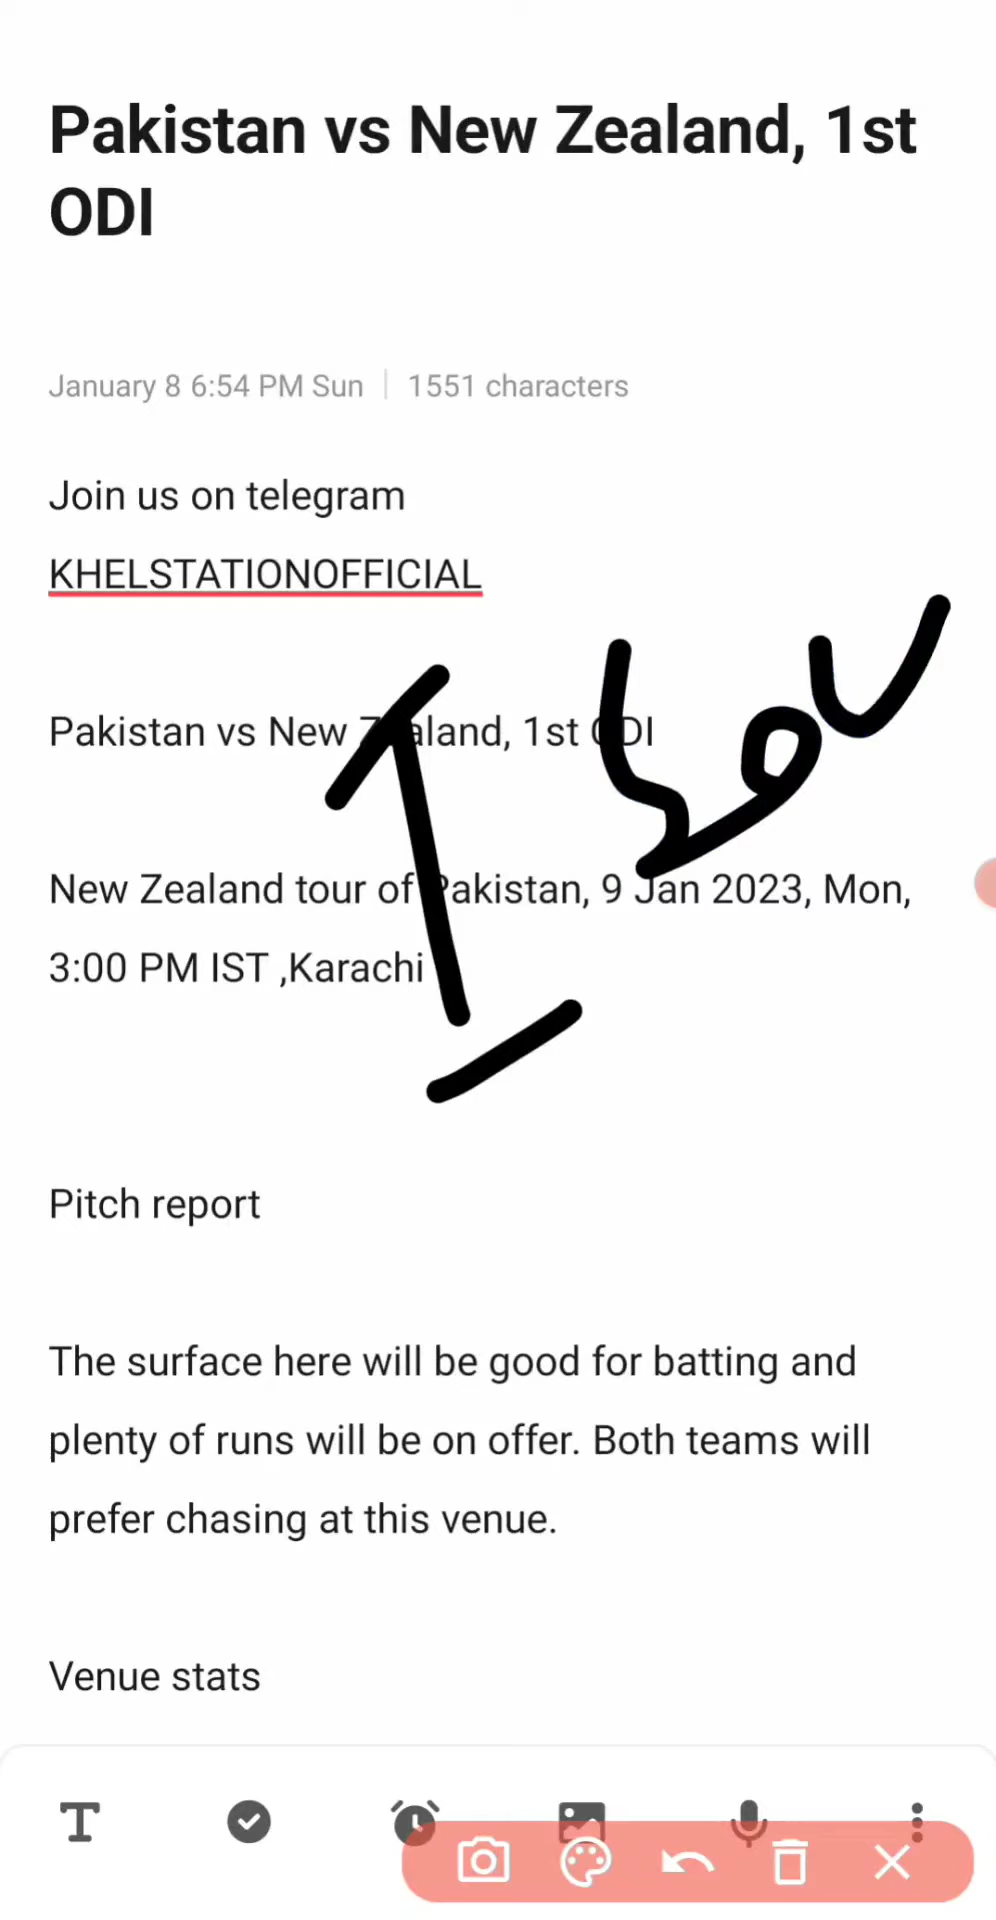 Pakistan vs New Zealand, 1st
ODI
January 8 6:54 PM Sun | 1551 characters
Join us on telegram
KHELSTATIONOFFICIAL
Pakistan vs New Zealand, 1st ODI
New Zealand tour of Pakistan, 9 Jan 2023, Mon,
3:00 PM IST ,Karachi
Pitch report
The surface here will be good for batting and
plenty of runs will be on offer. Both teams will
prefer chasing at this venue.
Venue stats